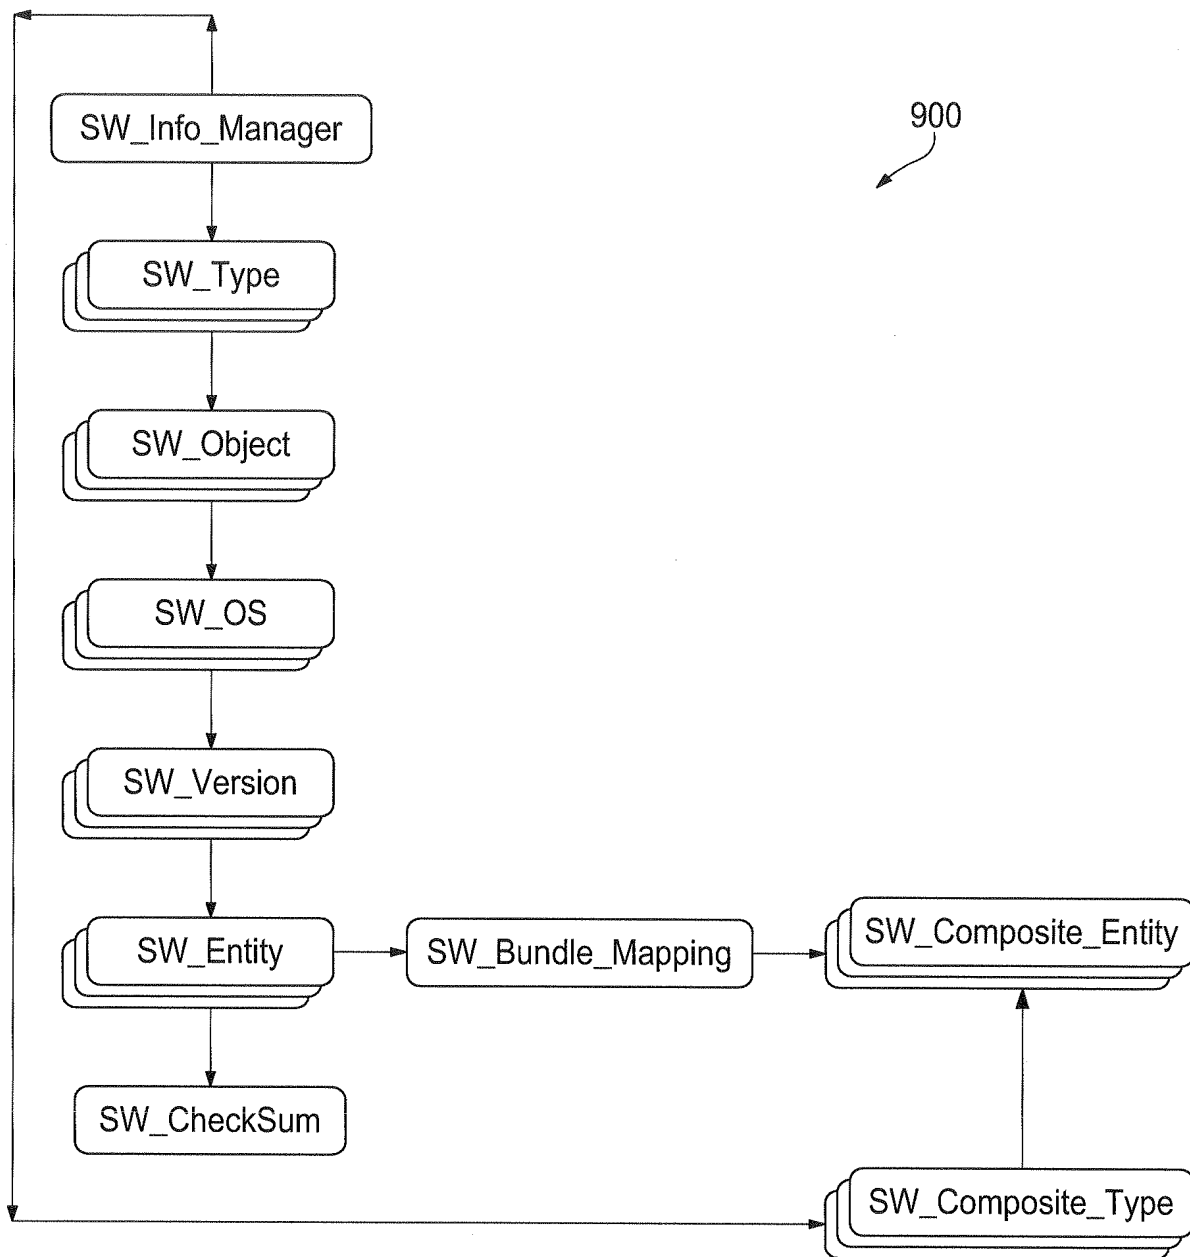 SW_Info_Manager
900
SW_Type
SW_Object
SW_OS
SW_Version
SW_Entity
SW_Bundle_Mapping
SW_Composite_Entity
SW_CheckSum
SW_Composite_Type